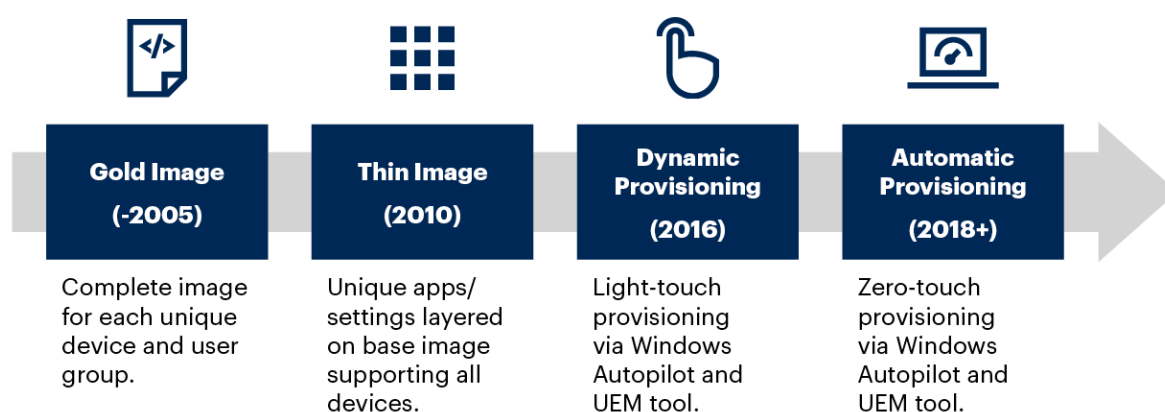 </>
Gold Image
(-2005)
Complete image
for each unique
device and user
group.
Thin Image
(2010)
Unique apps/
settings layered
on base image
supporting all
devices.
Dynamic
Provisioning
(2016)
Light-touch
provisioning
via Windows
Autopilot and
UEM tool.
Automatic
Provisioning
(2018+)
Zero-touch
provisioning
via Windows
Autopilot and
UEM tool.